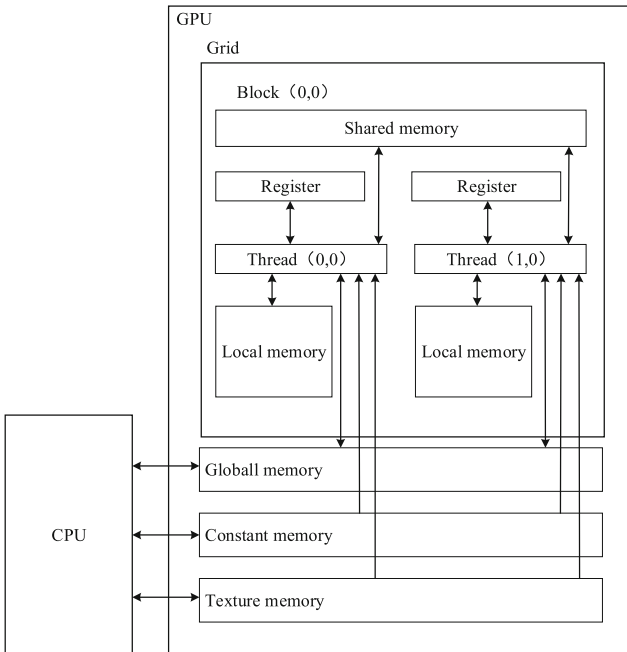 GPU
Grid
Block（0,0）
Shared memory
Register
Register
Thread（0,0）
Thread（1,0）
Local memory
Local memory
Globall memory
CPU
Constant memory
Texture memory